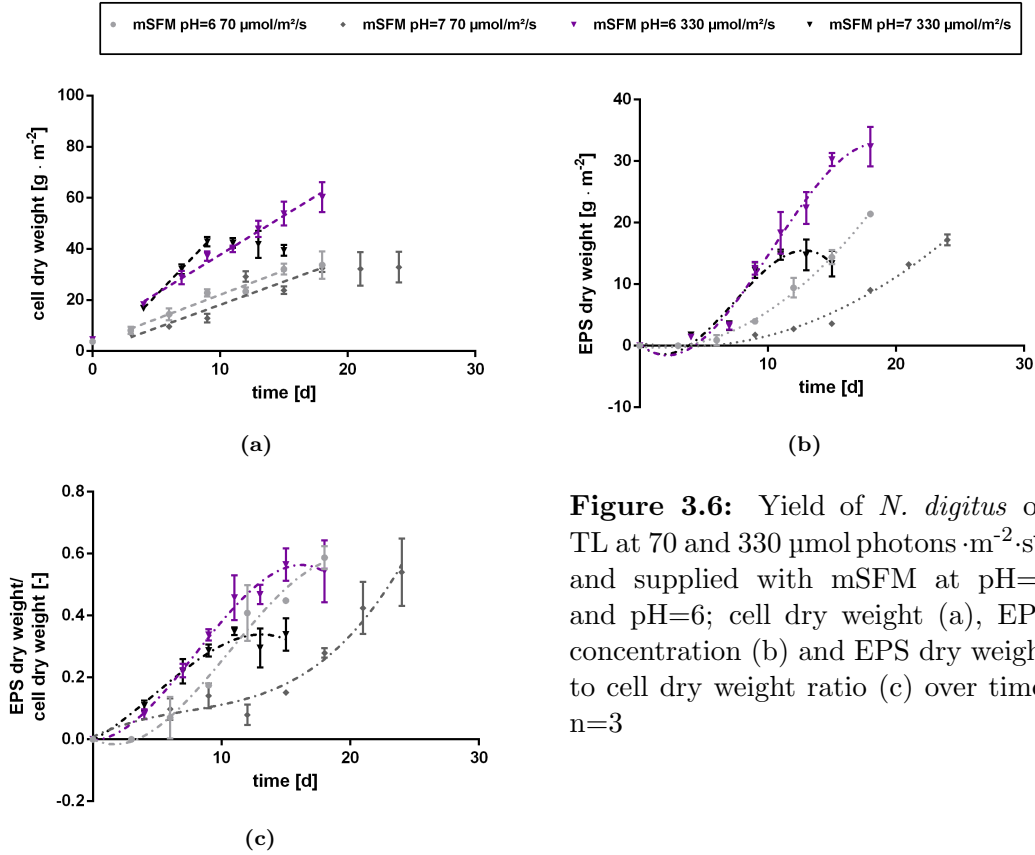 mSFM pH=6 70 µmol/m²/s mSFM pH=7 70 µmol/m²/s mSFM pH=6 330 µmol/m²/s mSFM pH=7 330 µmol/m²/s
100
80
60
40
20
0
0 10 20 30
cell dry weight [g · m⁻²]
time [d]
(a)
40
30
20
10
0
-10
10 20 30
EPS dry weight [g · m⁻²]
time [d]
(b)
0.8
0.6
0.4
0.2
0.0
-0.2
10 20 30
EPS dry weight/
cell dry weight [-]
time [d]
(c)
Figure 3.6: Yield of N. digitus o
TL at 70 and 330 µmol photons·m⁻²·s
and supplied with mSFM at pH=
and pH=6; cell dry weight (a), EP
concentration (b) and EPS dry weigh
to cell dry weight ratio (c) over time
n=3